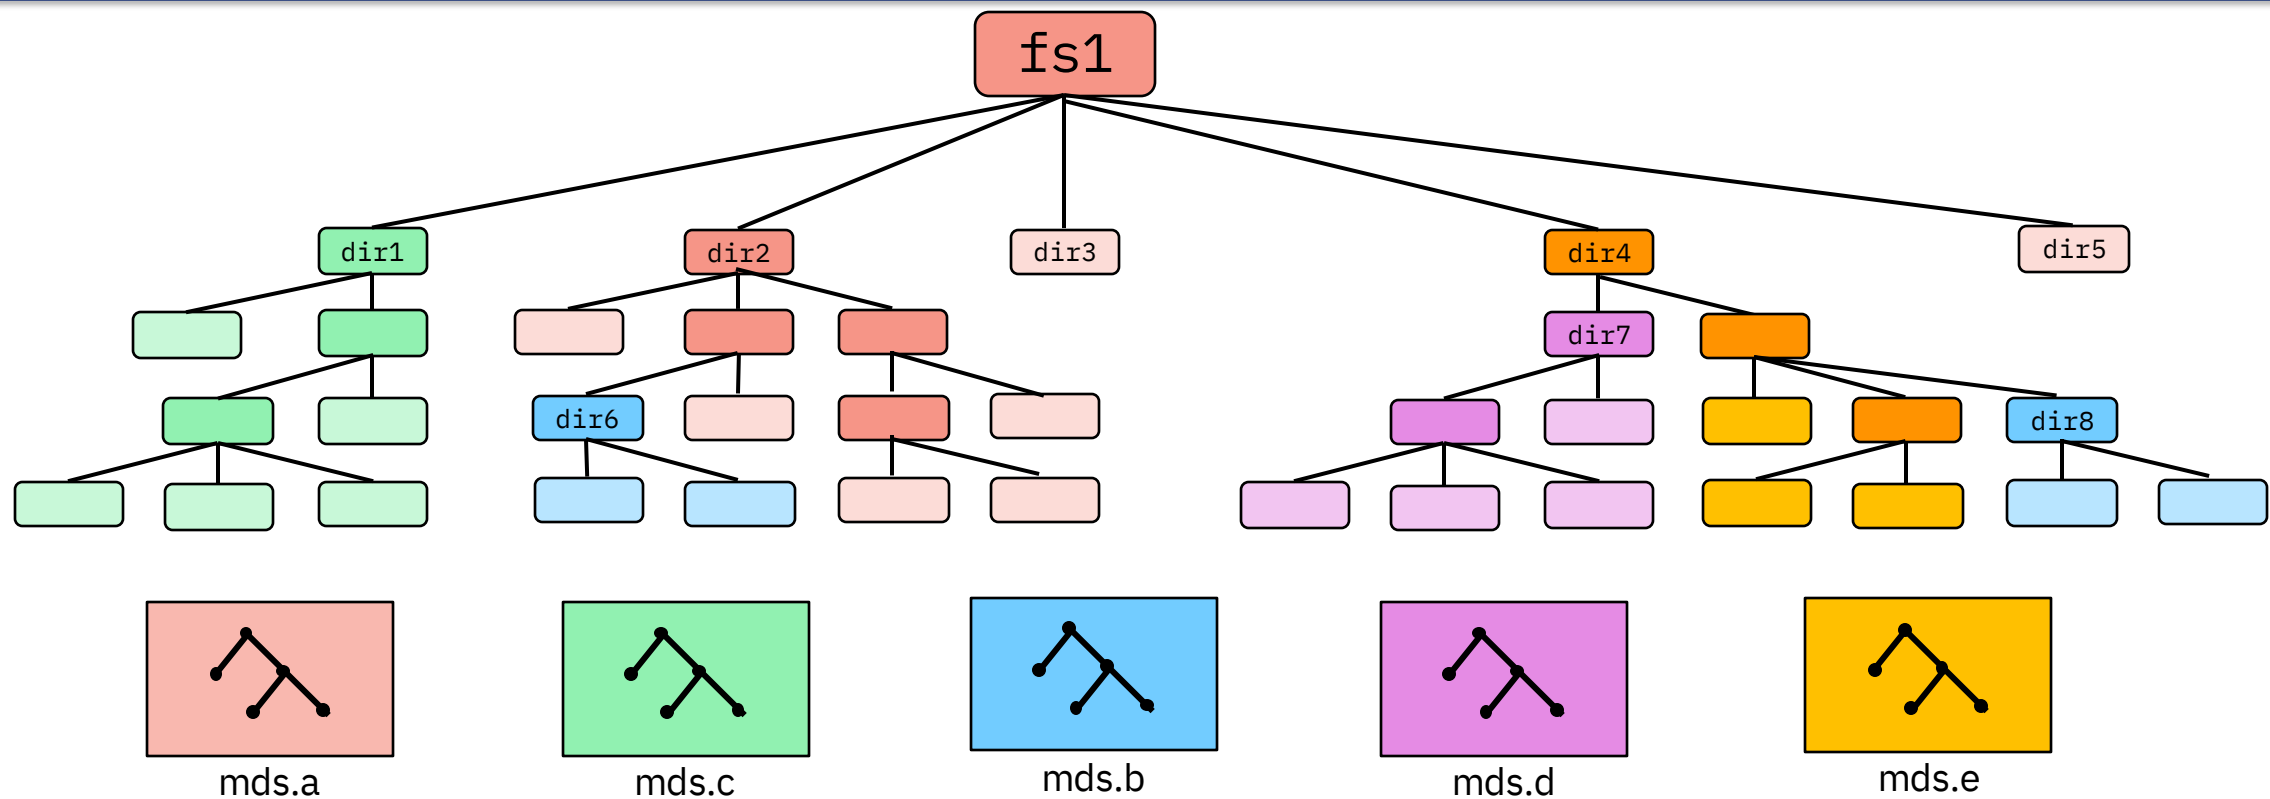 fs1
dir1
dir2
dir3
dir4
dir5
dir7
dir6
dir8
mds.a
mds.c
mds.b
mds.d
mds.e